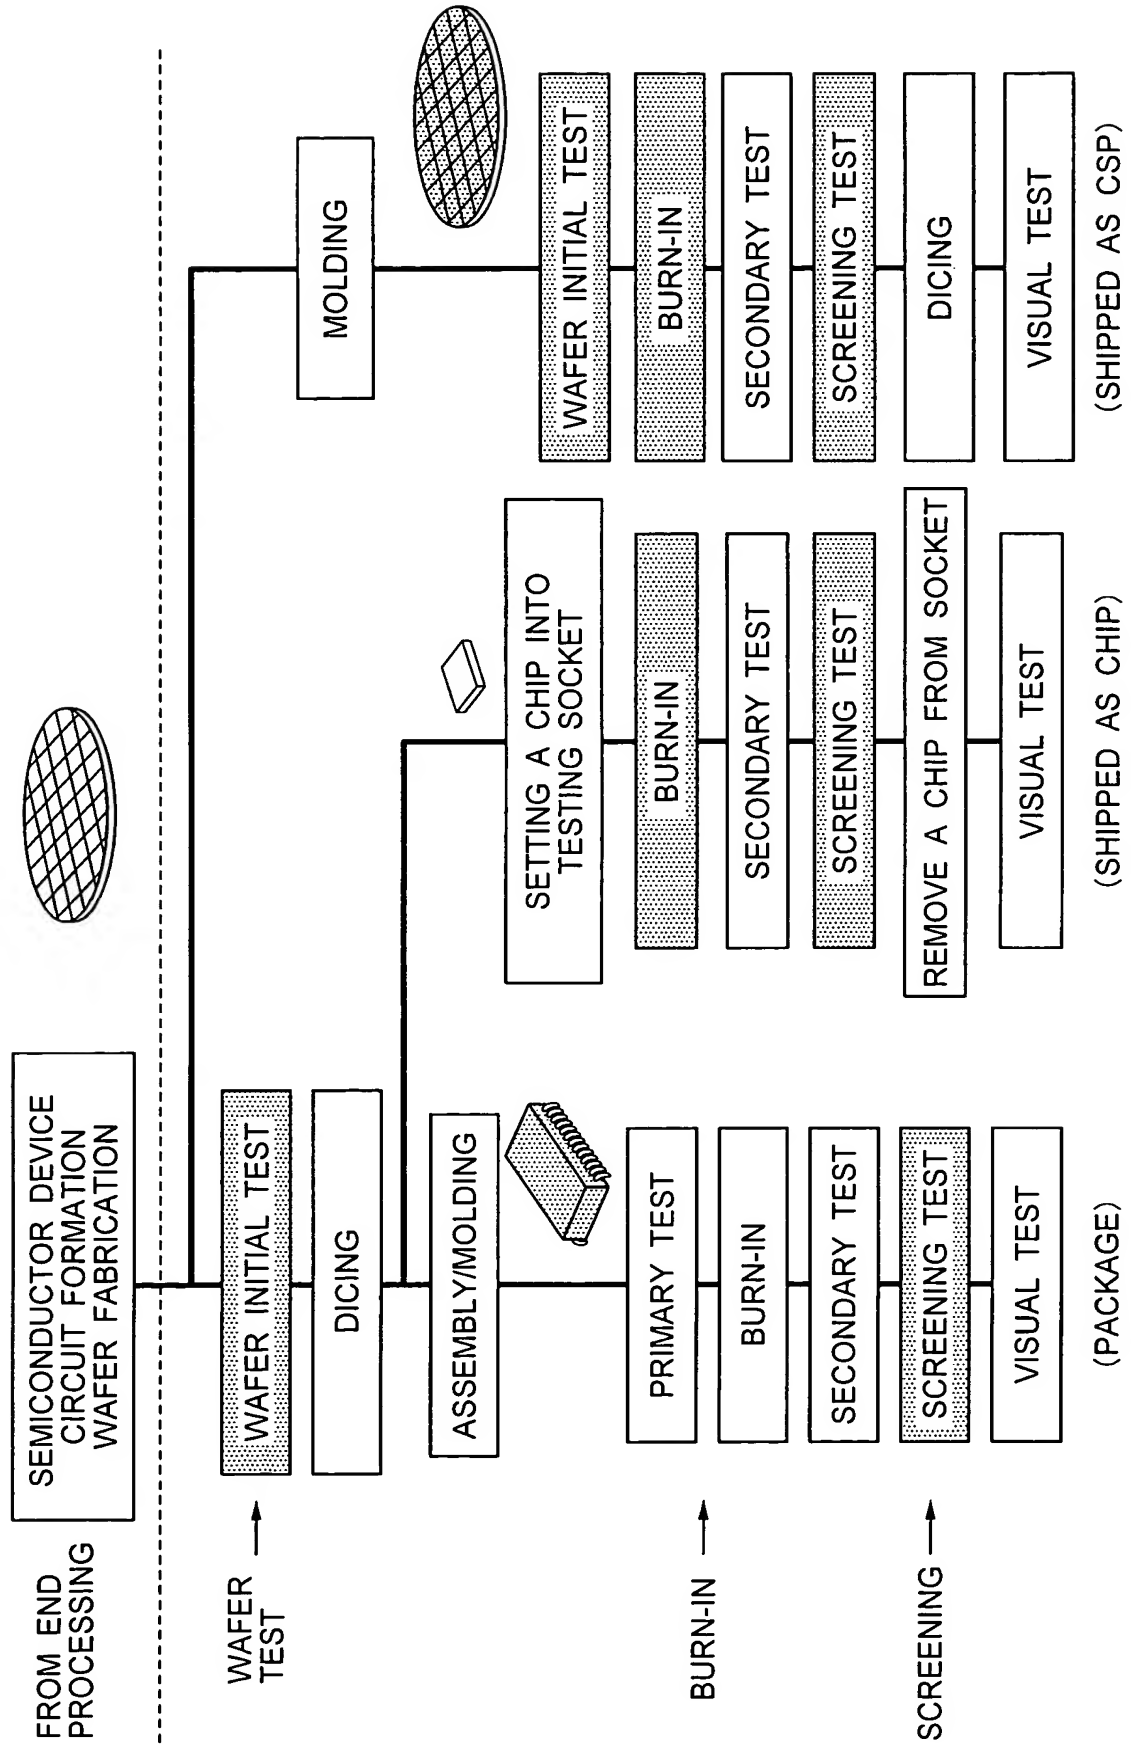 FROM END
PROCESSING
SEMICONDUCTOR DEVICE
CIRCUIT FORMATION
WAFER FABRICATION
WAFER
TEST
WAFER INITIAL TEST
DICING
ASSEMBLY/MOLDING
BURN-IN
PRIMARY TEST
BURN-IN
SECONDARY TEST
SCREENING
SCREENING TEST
VISUAL TEST
(PACKAGE)
SETTING A CHIP INTO
TESTING SOCKET
BURN-IN
SECONDARY TEST
SCREENING TEST
REMOVE A CHIP FROM SOCKET
VISUAL TEST
(SHIPPED AS CHIP)
MOLDING
WAFER INITIAL TEST
BURN-IN
SECONDARY TEST
SCREENING TEST
DICING
VISUAL TEST
(SHIPPED AS CSP)